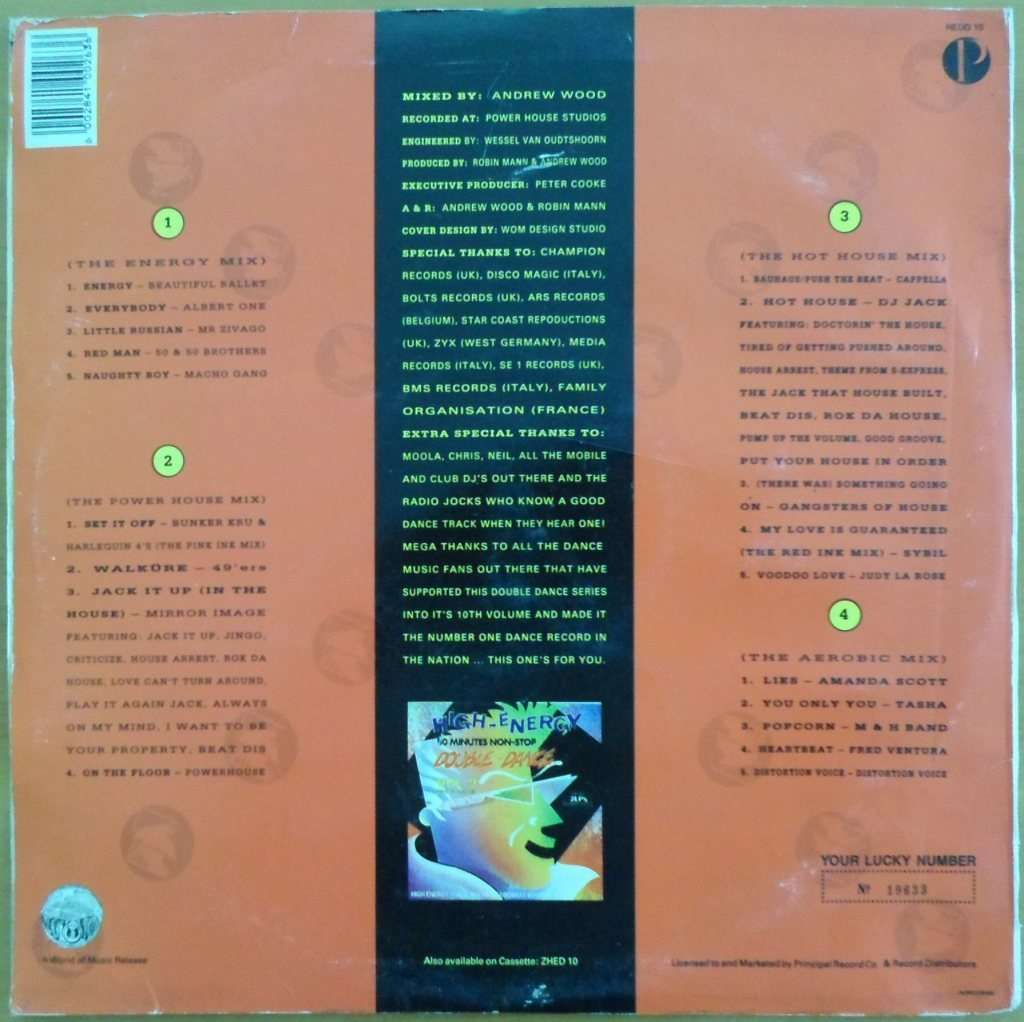 6 002841 002636
HEDD 10
P
MIXED BY: ANDREW WOOD
RECORDED AT: POWER HOUSE STUDIOS
ENGINEERED BY: WESSEL VAN OUDTSHOORN
PRODUCED BY: ROBIN MANN & ANDREW WOOD
EXECUTIVE PRODUCER: PETER COOKE
A & R: ANDREW WOOD & ROBIN MANN
COVER DESIGN BY: WOM DESIGN STUDIO
SPECIAL THANKS TO: CHAMPION
RECORDS (UK), DISCO MAGIC (ITALY),
BOLTS RECORDS (UK), ARS RECORDS
(BELGIUM), STAR COAST REPODUCTIONS
(UK), ZYX (WEST GERMANY), MEDIA
RECORDS (ITALY), SE 1 RECORDS (UK),
BMS RECORDS (ITALY), FAMILY
ORGANISATION (FRANCE)
EXTRA SPECIAL THANKS TO:
MOOLA, CHRIS, NEIL, ALL THE MOBILE
AND CLUB DJ'S OUT THERE AND THE
RADIO JOCKS WHO KNOW A GOOD
DANCE TRACK WHEN THEY HEAR ONE!
MEGA THANKS TO ALL THE DANCE
MUSIC FANS OUT THERE THAT HAVE
SUPPORTED THIS DOUBLE DANCE SERIES
INTO IT'S 10TH VOLUME AND MADE IT
THE NUMBER ONE DANCE RECORD IN
THE NATION ... THIS ONE'S FOR YOU.
1
(THE ENERGY MIX)
1. ENERGY – BEAUTIFUL BALLET
2. EVERYBODY – ALBERT ONE
3. LITTLE RUSSIAN – MR ZIVAGO
4. RED MAN – 50 & 50 BROTHERS
5. NAUGHTY BOY – MACHO GANG
2
(THE POWER HOUSE MIX)
1. SET IT OFF – BUNKER KRU &
HARLEQUIN 4'S (THE PINK INK MIX)
2. WALKÜRE – 49'ers
3. JACK IT UP (IN THE
HOUSE) – MIRROR IMAGE
FEATURING: JACK IT UP, JINGO,
CRITICIZE, HOUSE ARREST, ROK DA
HOUSE, LOVE CAN'T TURN AROUND,
PLAY IT AGAIN JACK, ALWAYS
ON MY MIND, I WANT TO BE
YOUR PROPERTY, BEAT DIS
4. ON THE FLOOR – POWERHOUSE
3
(THE HOT HOUSE MIX)
1. BAUHAUS/PUSH THE BEAT – CAPPELLA
2. HOT HOUSE – DJ JACK
FEATURING: DOCTORIN' THE HOUSE,
TIRED OF GETTING PUSHED AROUND,
HOUSE ARREST, THEME FROM S-EXPRESS,
THE JACK THAT HOUSE BUILT,
BEAT DIS, ROK DA HOUSE,
PUMP UP THE VOLUME, GOOD GROOVE,
PUT YOUR HOUSE IN ORDER
3. (THERE WAS) SOMETHING GOING
ON – GANGSTERS OF HOUSE
4. MY LOVE IS GUARANTEED
(THE RED INK MIX) – SYBIL
5. VOODOO LOVE – JUDY LA ROSE
4
(THE AEROBIC MIX)
1. LIES – AMANDA SCOTT
2. YOU ONLY YOU – TASHA
3. POPCORN – M & H BAND
4. HEARTBEAT – FRED VENTURA
5. DISTORTION VOICE – DISTORTION VOICE
HIGH-ENERGY
60 MINUTES NON-STOP
DOUBLE DANCE
YOUR LUCKY NUMBER
Nº 19633
A World of Music Release
Also available on Cassette: ZHED 10
Licensed to and Marketed by Principal Record Co. & Record Distributors